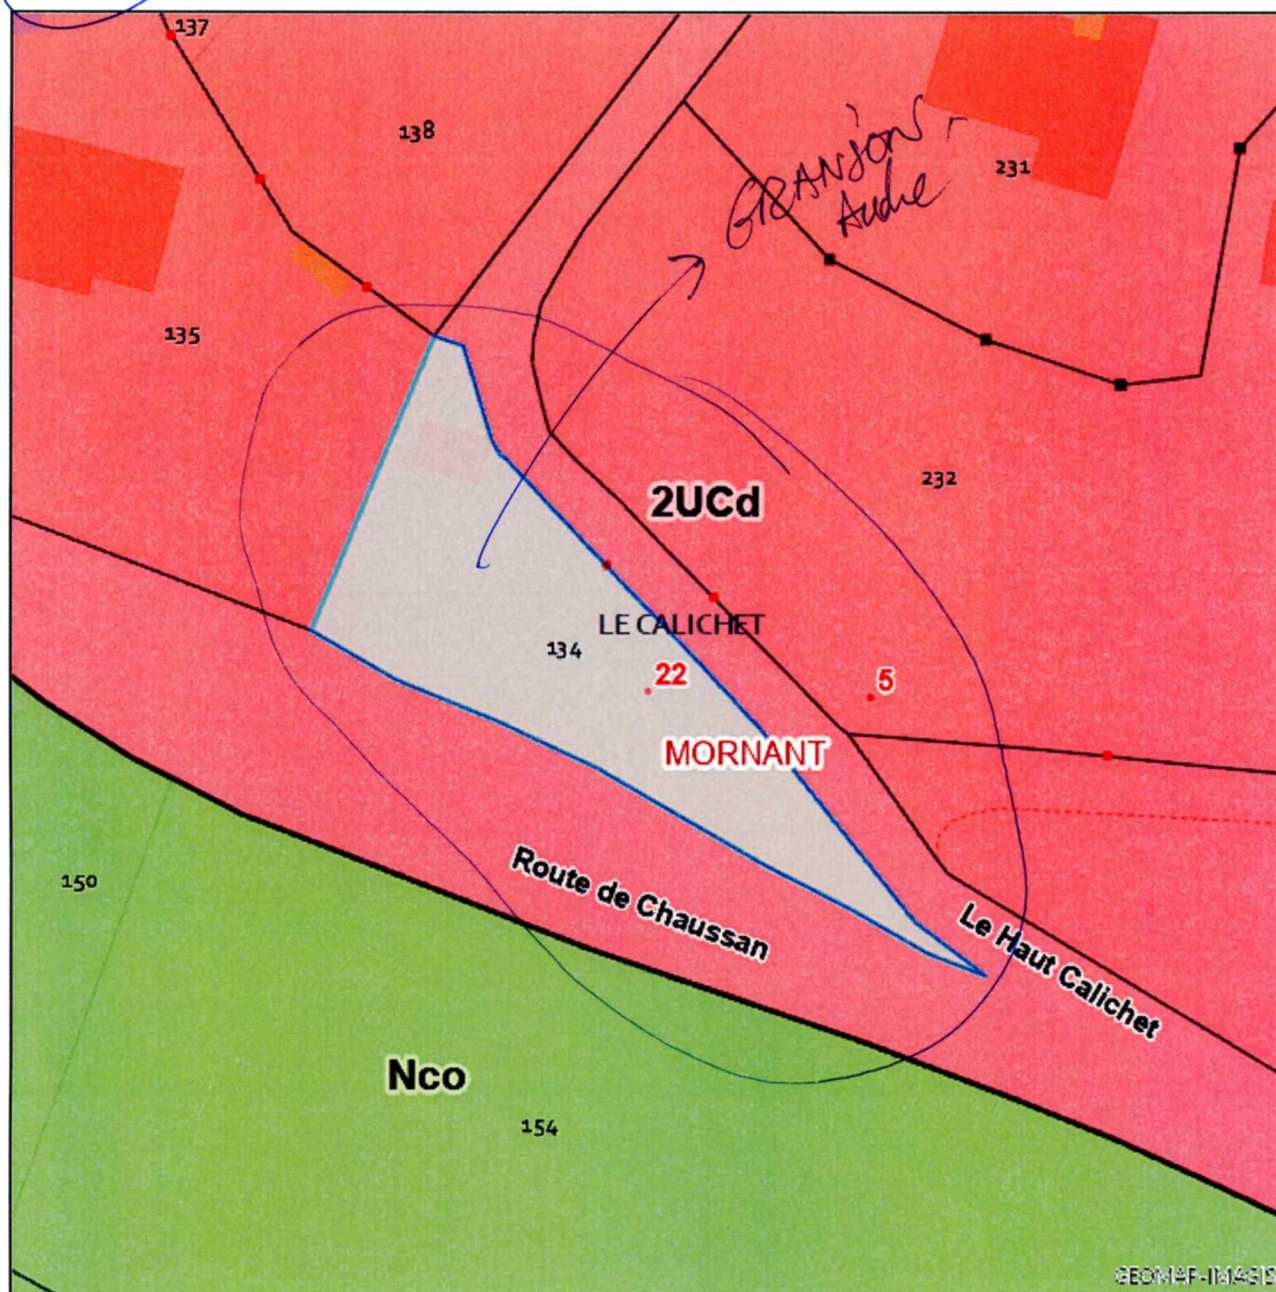 137
138
GRANJON
André
231
135
232
2UCd
LE CALICHET
134
22
5
MORNANT
150
Route de Chaussan
Le Haut Calichet
Nco
154
GEOMAP-IMAGIS